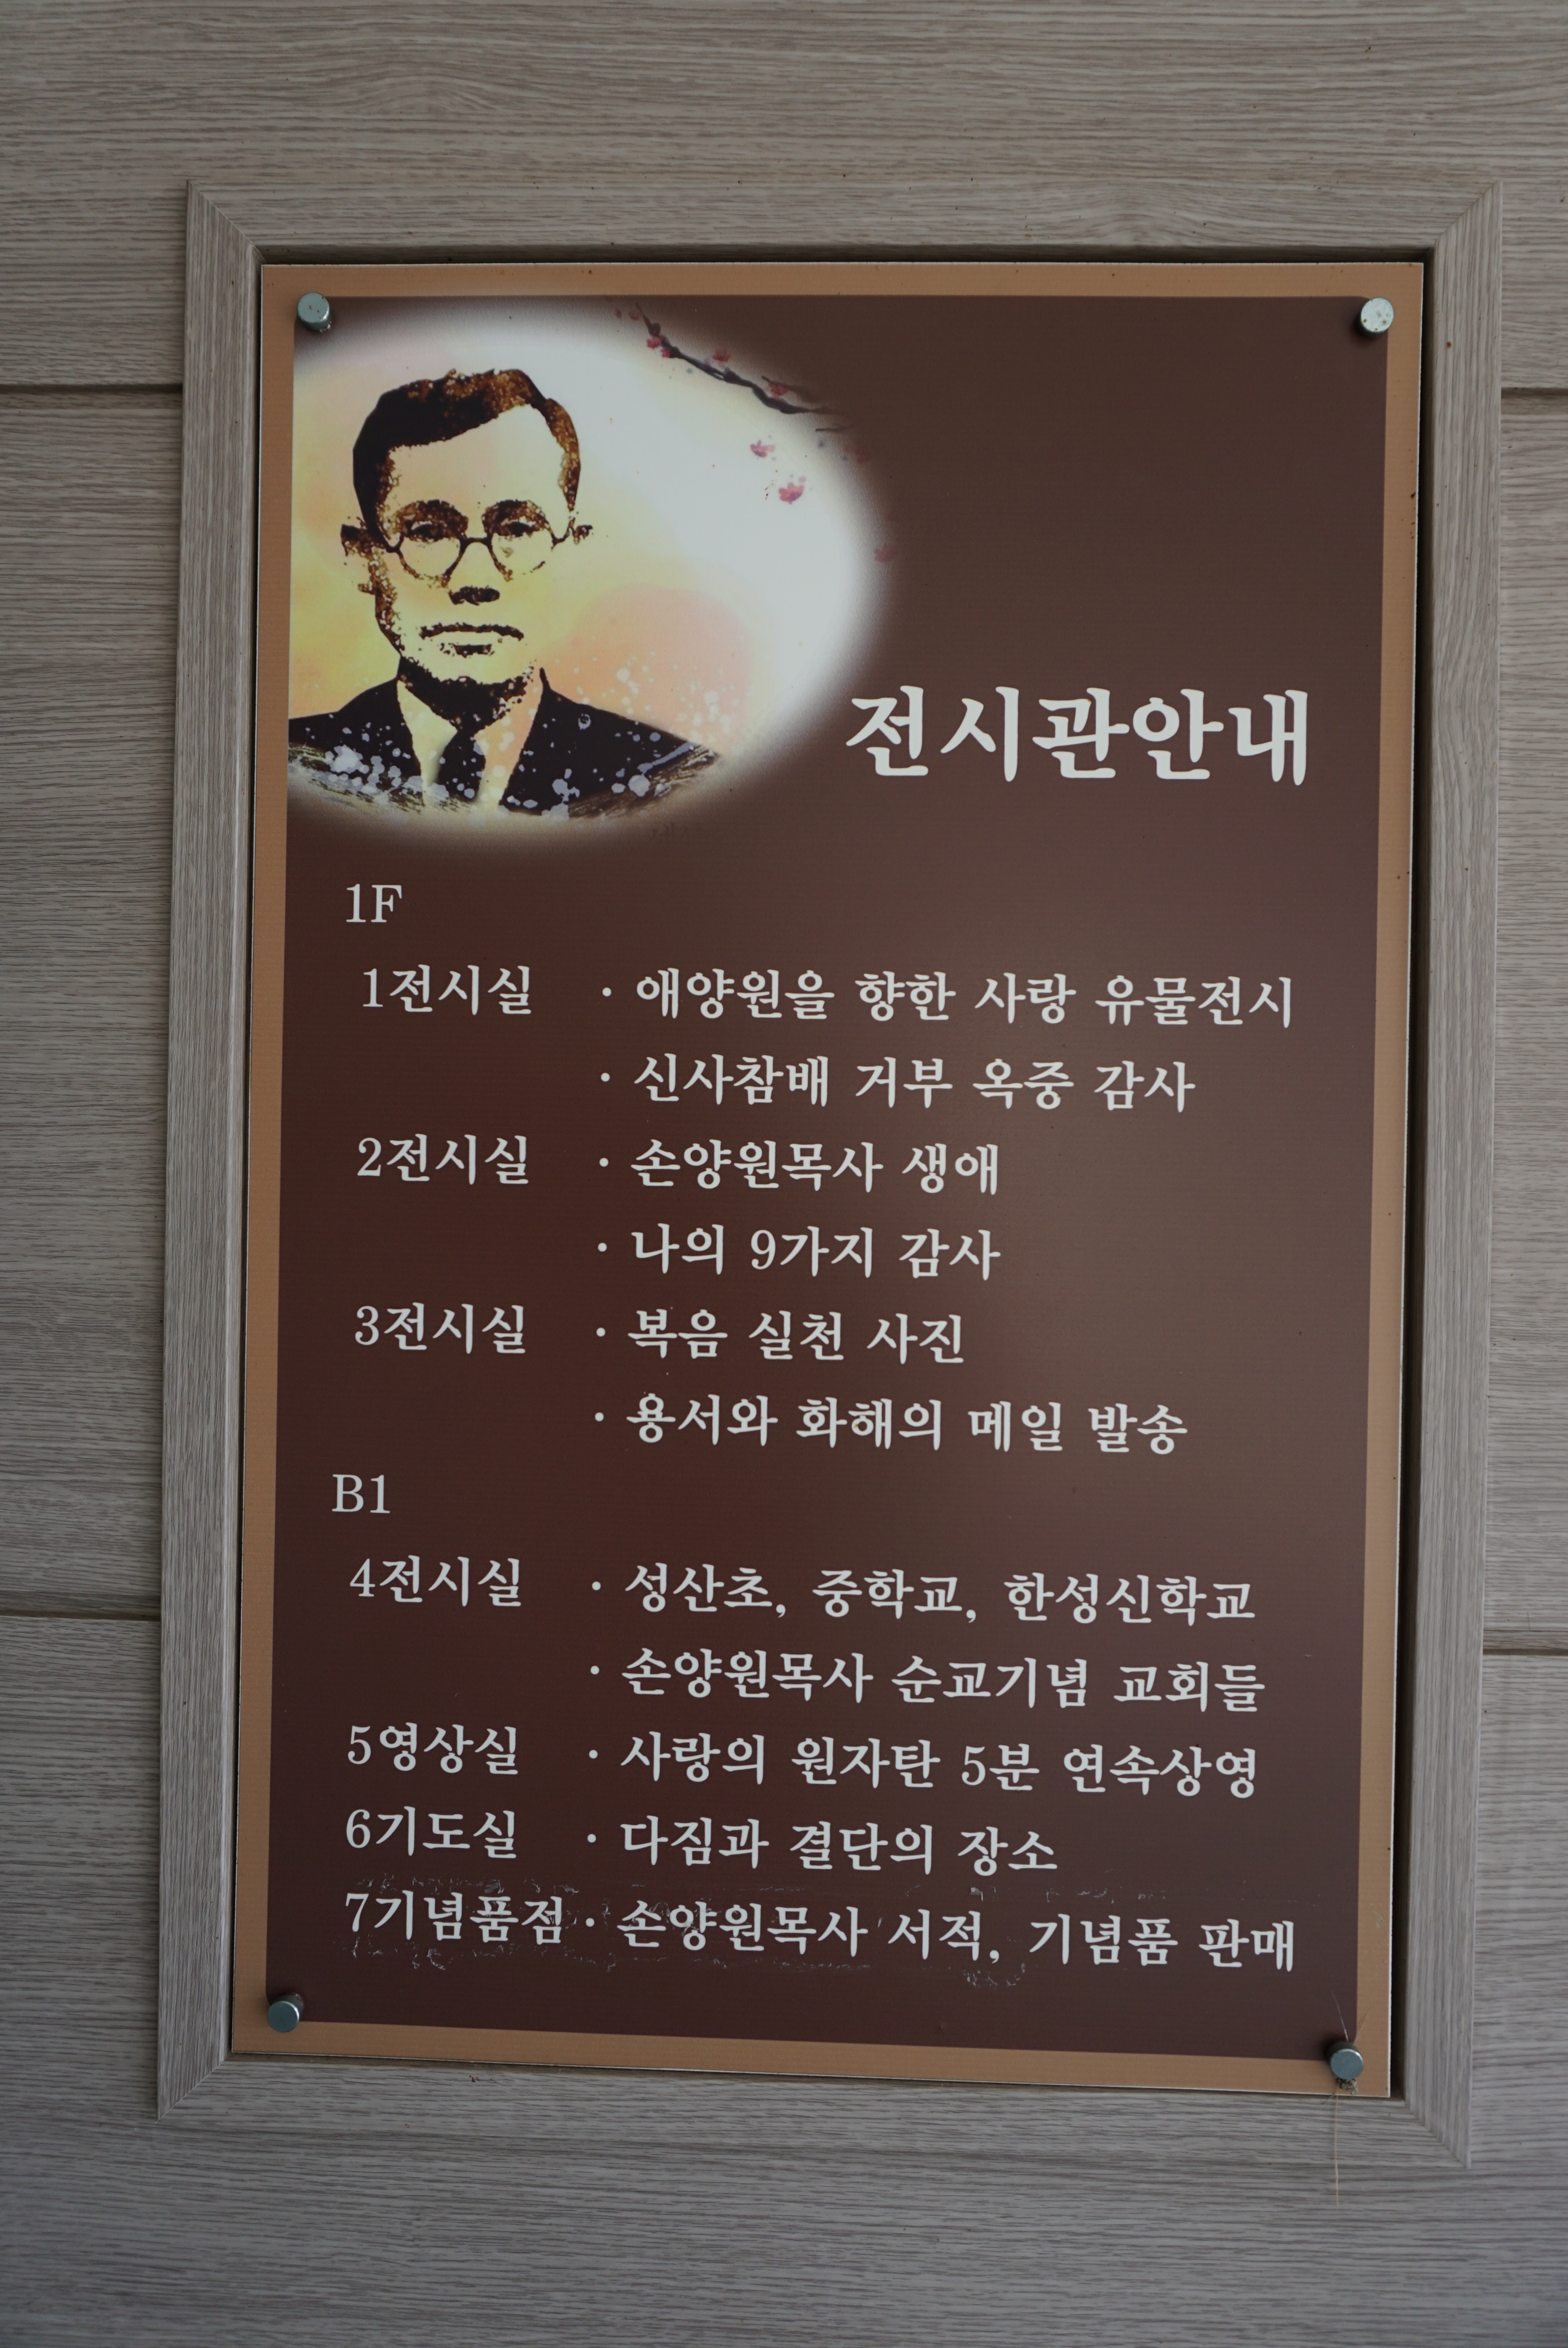 전시관안내
1F
1전시실 · 애양원을 향한 사랑 유물전시
· 신사참배 거부 옥중 감사
2전시실 · 손양원목사 생애
· 나의 9가지 감사
3전시실 · 복음 실천 사진
· 용서와 화해의 메일 발송
B1
4전시실 · 성산초, 중학교, 한성신학교
· 손양원목사 순교기념 교회들
5영상실 · 사랑의 원자탄 5분 연속상영
6기도실 · 다짐과 결단의 장소
7기념품점 · 손양원목사 서적, 기념품 판매